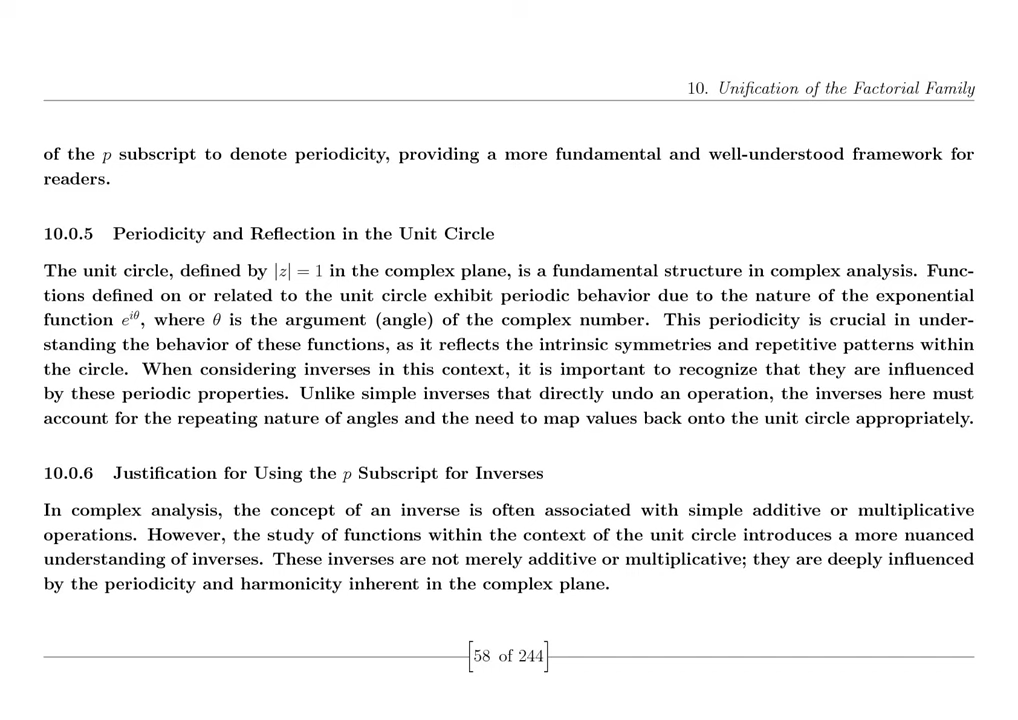 10. Unification of the Factorial Family
of the p subscript to denote periodicity, providing a more fundamental and well-understood framework for
readers.
10.0.5 Periodicity and Reflection in the Unit Circle
The unit circle, defined by |z| = 1 in the complex plane, is a fundamental structure in complex analysis. Func-
tions defined on or related to the unit circle exhibit periodic behavior due to the nature of the exponential
function e^{iθ}, where θ is the argument (angle) of the complex number. This periodicity is crucial in under-
standing the behavior of these functions, as it reflects the intrinsic symmetries and repetitive patterns within
the circle. When considering inverses in this context, it is important to recognize that they are influenced
by these periodic properties. Unlike simple inverses that directly undo an operation, the inverses here must
account for the repeating nature of angles and the need to map values back onto the unit circle appropriately.
10.0.6 Justification for Using the p Subscript for Inverses
In complex analysis, the concept of an inverse is often associated with simple additive or multiplicative
operations. However, the study of functions within the context of the unit circle introduces a more nuanced
understanding of inverses. These inverses are not merely additive or multiplicative; they are deeply influenced
by the periodicity and harmonicity inherent in the complex plane.
[58 of 244]